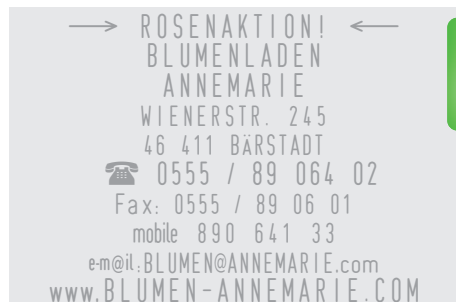 → ROSENAKTION! ←
BLUMENLADEN
ANNEMARIE
WIENERSTR. 245
46 411 BÄRSTADT
☎ 0555 / 89 064 02
Fax: 0555 / 89 06 01
mobile 890 641 33
e-m@il:BLUMEN@ANNEMARIE.com
www.BLUMEN-ANNEMARIE.COM